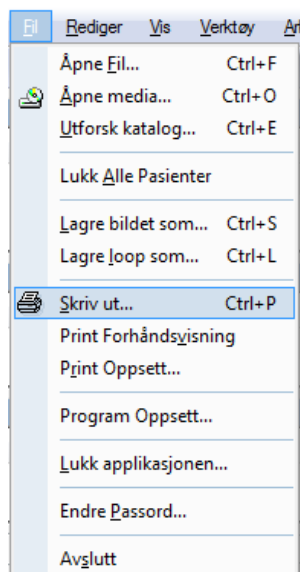 Fil Rediger Vis Verktøy
Åpne Fil... Ctrl+F
Åpne media... Ctrl+O
Utforsk katalog... Ctrl+E
Lukk Alle Pasienter
Lagre bildet som... Ctrl+S
Lagre loop som... Ctrl+L
Skriv ut... Ctrl+P
Print Forhåndsvisning
Print Oppsett...
Program Oppsett...
Lukk applikasjonen...
Endre Passord...
Avslutt